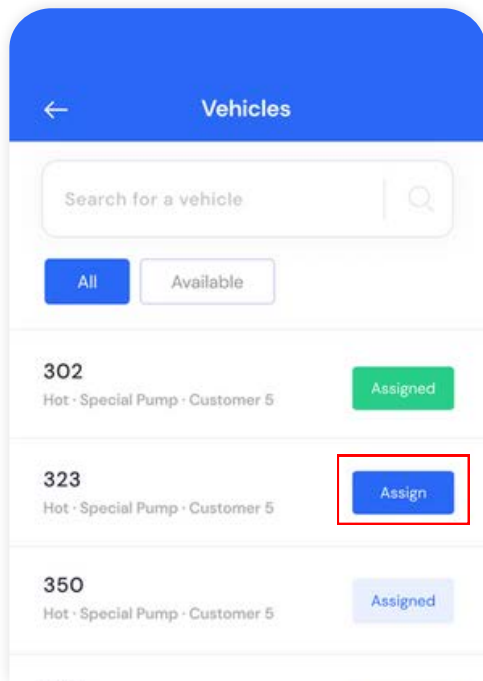 Vehicles
Search for a vehicle
All Available
302
Hot · Special Pump · Customer 5
Assigned
323
Hot · Special Pump · Customer 5
Assign
350
Hot · Special Pump · Customer 5
Assigned